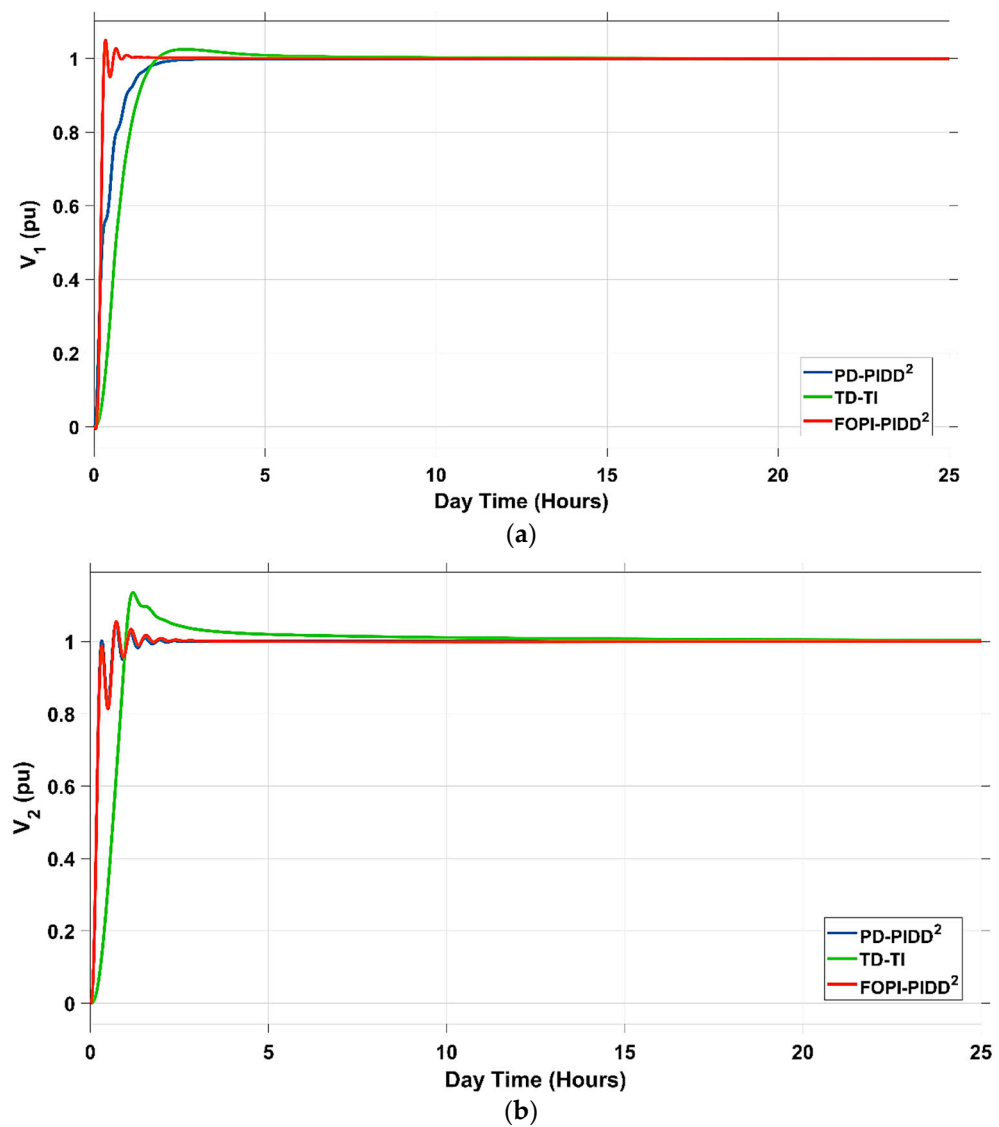 1
0.8
0.6
0.4
0.2
0
V1 (pu)
PD-PIDD2
TD-TI
FOPI-PIDD2
0 5 10 15 20 25
Day Time (Hours)
(a)
1
0.8
0.6
0.4
0.2
0
V2 (pu)
PD-PIDD2
TD-TI
FOPI-PIDD2
0 5 10 15 20 25
Day Time (Hours)
(b)